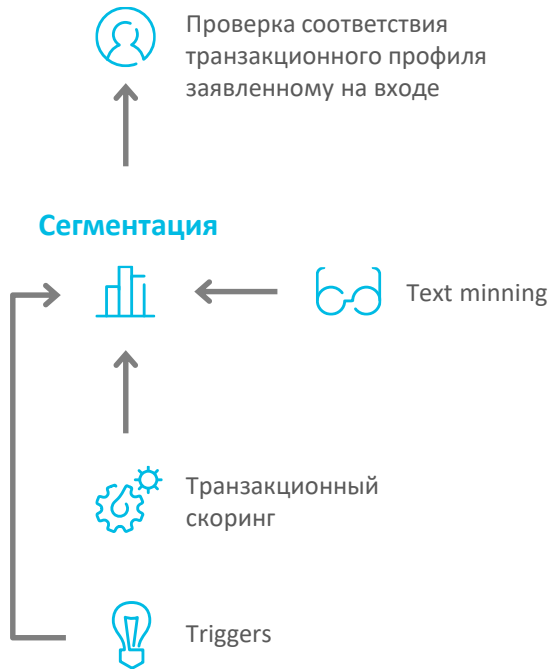 Проверка соответствия
транзакционного профиля
заявленному на входе
Сегментация
Text minning
Транзакционный
скоринг
Triggers